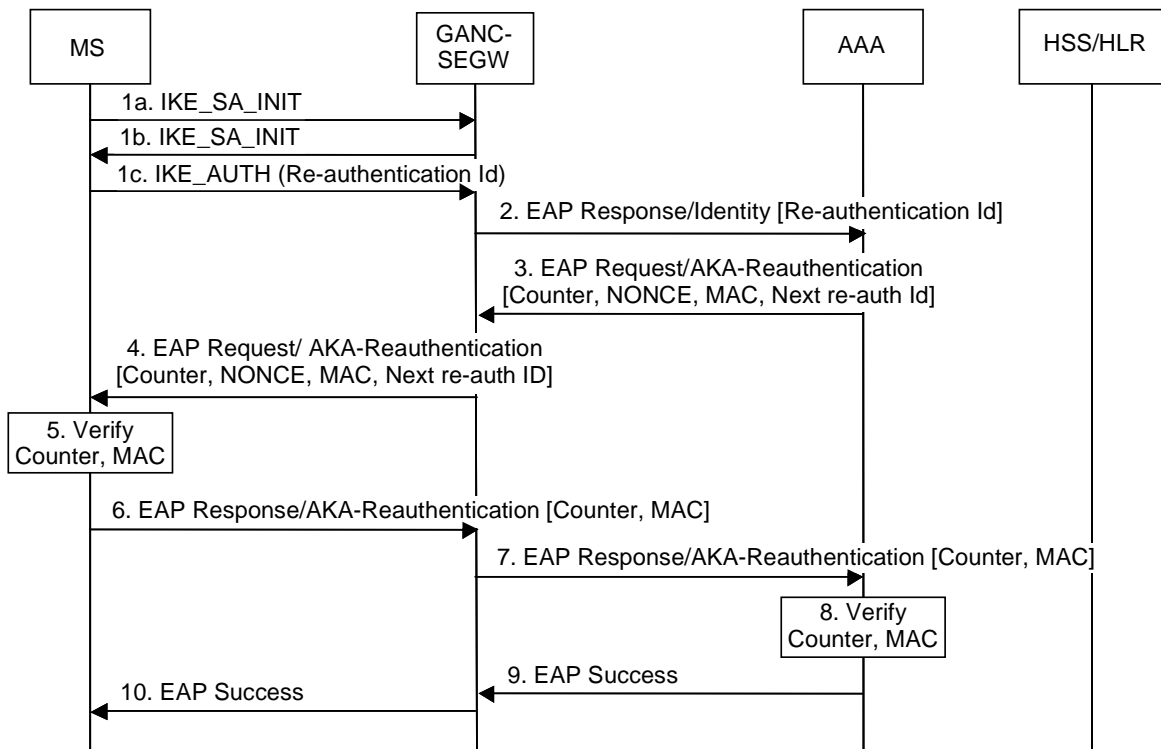 MS
GANC-
SEGW
AAA
HSS/HLR
1a. IKE_SA_INIT
1b. IKE_SA_INIT
1c. IKE_AUTH (Re-authentication Id)
2. EAP Response/Identity [Re-authentication Id]
3. EAP Request/AKA-Reauthentication
[Counter, NONCE, MAC, Next re-auth Id]
4. EAP Request/ AKA-Reauthentication
[Counter, NONCE, MAC, Next re-auth ID]
5. Verify
Counter, MAC
6. EAP Response/AKA-Reauthentication [Counter, MAC]
7. EAP Response/AKA-Reauthentication [Counter, MAC]
8. Verify
Counter, MAC
9. EAP Success
10. EAP Success